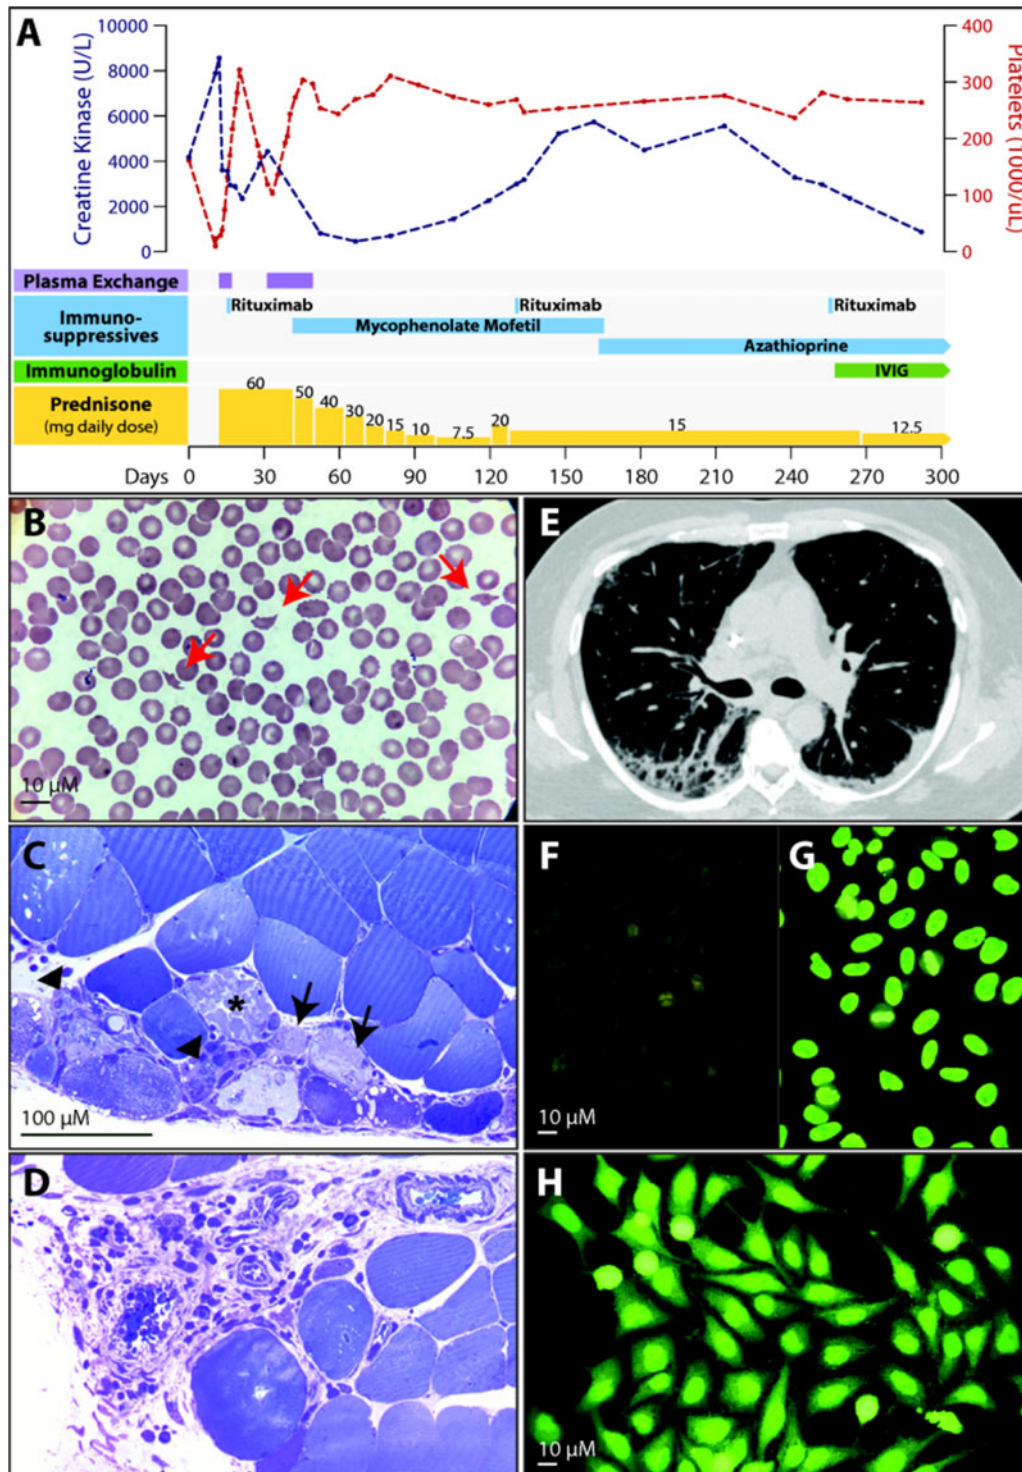 A
10000
8000
6000
4000
2000
0
Creatine Kinase (U/L)
400
300
200
100
0
Platelets (1000/uL)
Plasma Exchange
Immuno-
suppressives
Rituximab
Rituximab
Rituximab
Mycophenolate Mofetil
Azathioprine
Immunoglobulin
IVIG
Prednisone
(mg daily dose)
60
50
40
30
20
15
10
7.5
20
15
12.5
Days
0
30
60
90
120
150
180
210
240
270
300
B
10 µM
E
C
*
100 µM
F
10 µM
G
D
H
10 µM